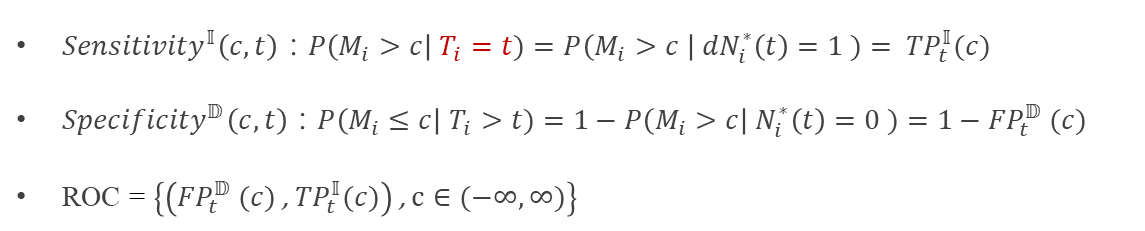 • Sensitivity^𝕀(c, t) : P(M_i > c| T_i = t) = P(M_i > c | dN_i^*(t) = 1 ) = TP_t^𝕀(c)
• Specificity^𝔻(c, t) : P(M_i ≤ c| T_i > t) = 1 − P(M_i > c| N_i^*(t) = 0 ) = 1 − FP_t^𝔻 (c)
• ROC = {(FP_t^𝔻 (c) , TP_t^𝕀(c)) , c ∈ (−∞, ∞)}